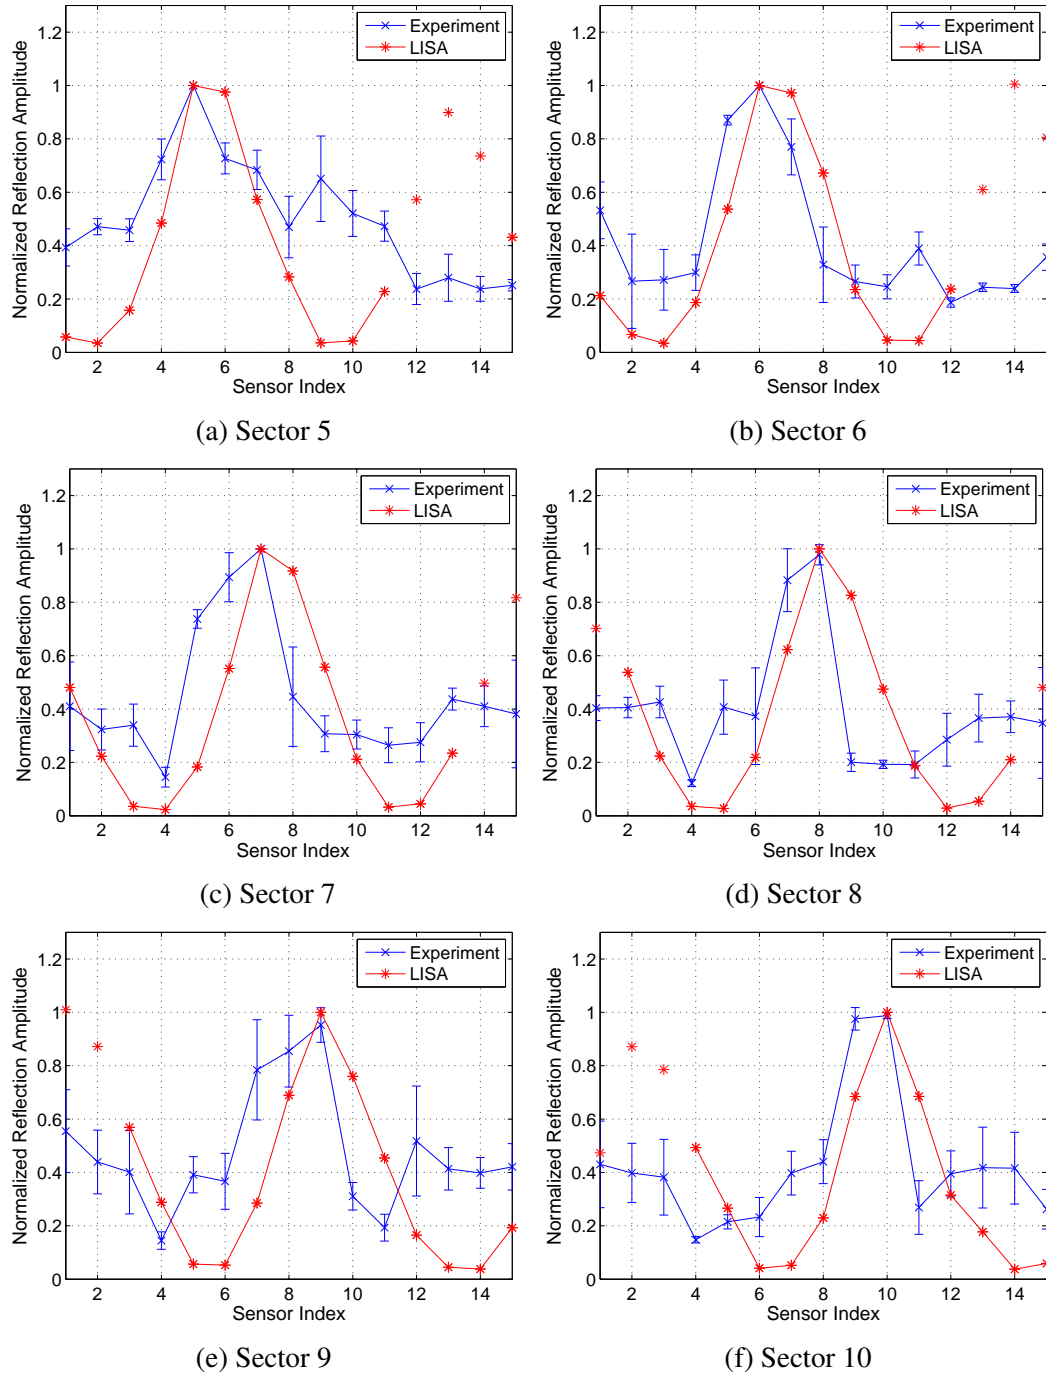 1.2
1
0.8
0.6
0.4
0.2
0
Normalized Reflection Amplitude
Experiment
LISA
2 4 6 8 10 12 14
Sensor Index
(a) Sector 5
1.2
1
0.8
0.6
0.4
0.2
0
Normalized Reflection Amplitude
Experiment
LISA
2 4 6 8 10 12 14
Sensor Index
(b) Sector 6
1.2
1
0.8
0.6
0.4
0.2
0
Normalized Reflection Amplitude
Experiment
LISA
2 4 6 8 10 12 14
Sensor Index
(c) Sector 7
1.2
1
0.8
0.6
0.4
0.2
0
Normalized Reflection Amplitude
Experiment
LISA
2 4 6 8 10 12 14
Sensor Index
(d) Sector 8
1.2
1
0.8
0.6
0.4
0.2
0
Normalized Reflection Amplitude
Experiment
LISA
2 4 6 8 10 12 14
Sensor Index
(e) Sector 9
1.2
1
0.8
0.6
0.4
0.2
0
Normalized Reflection Amplitude
Experiment
LISA
2 4 6 8 10 12 14
Sensor Index
(f) Sector 10